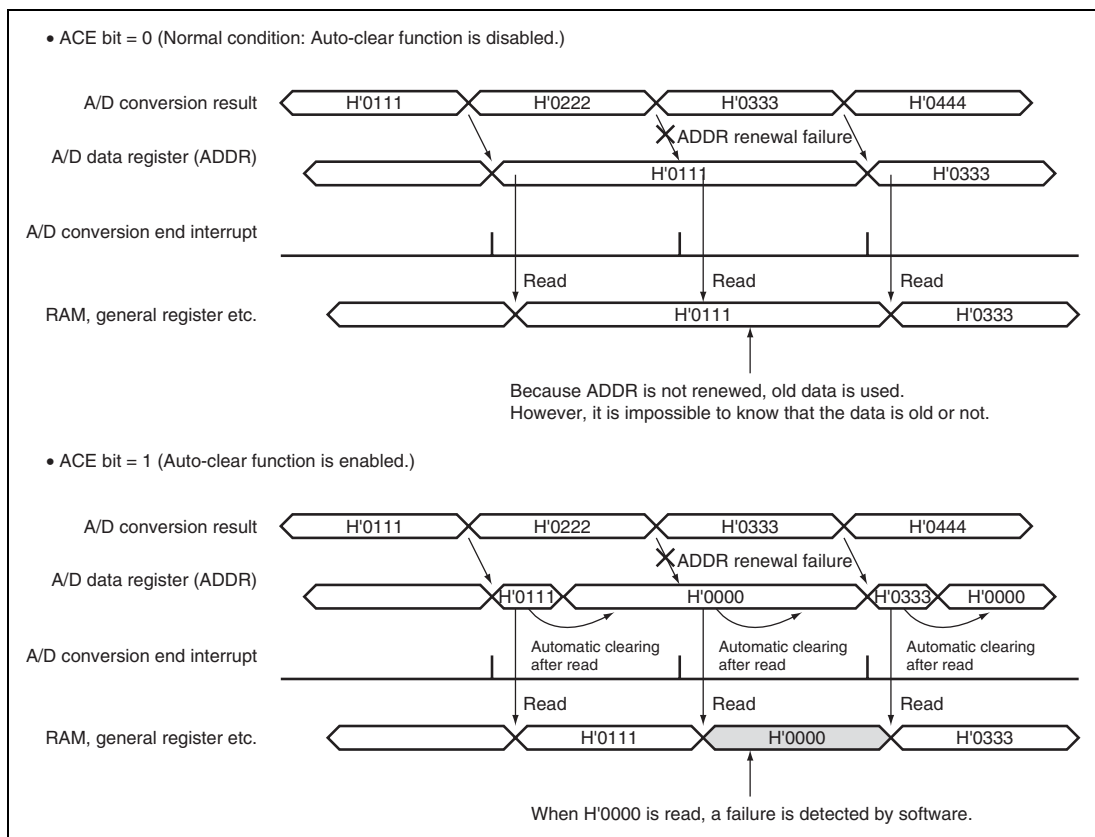 • ACE bit = 0 (Normal condition: Auto-clear function is disabled.)
A/D conversion result
H'0111
H'0222
H'0333
H'0444
ADDR renewal failure
A/D data register (ADDR)
H'0111
H'0333
A/D conversion end interrupt
Read
Read
Read
RAM, general register etc.
H'0111
H'0333
Because ADDR is not renewed, old data is used.
However, it is impossible to know that the data is old or not.
• ACE bit = 1 (Auto-clear function is enabled.)
A/D conversion result
H'0111
H'0222
H'0333
H'0444
ADDR renewal failure
A/D data register (ADDR)
H'0111
H'0000
H'0333
H'0000
Automatic clearing
after read
Automatic clearing
after read
Automatic clearing
after read
A/D conversion end interrupt
Read
Read
Read
RAM, general register etc.
H'0111
H'0000
H'0333
When H'0000 is read, a failure is detected by software.